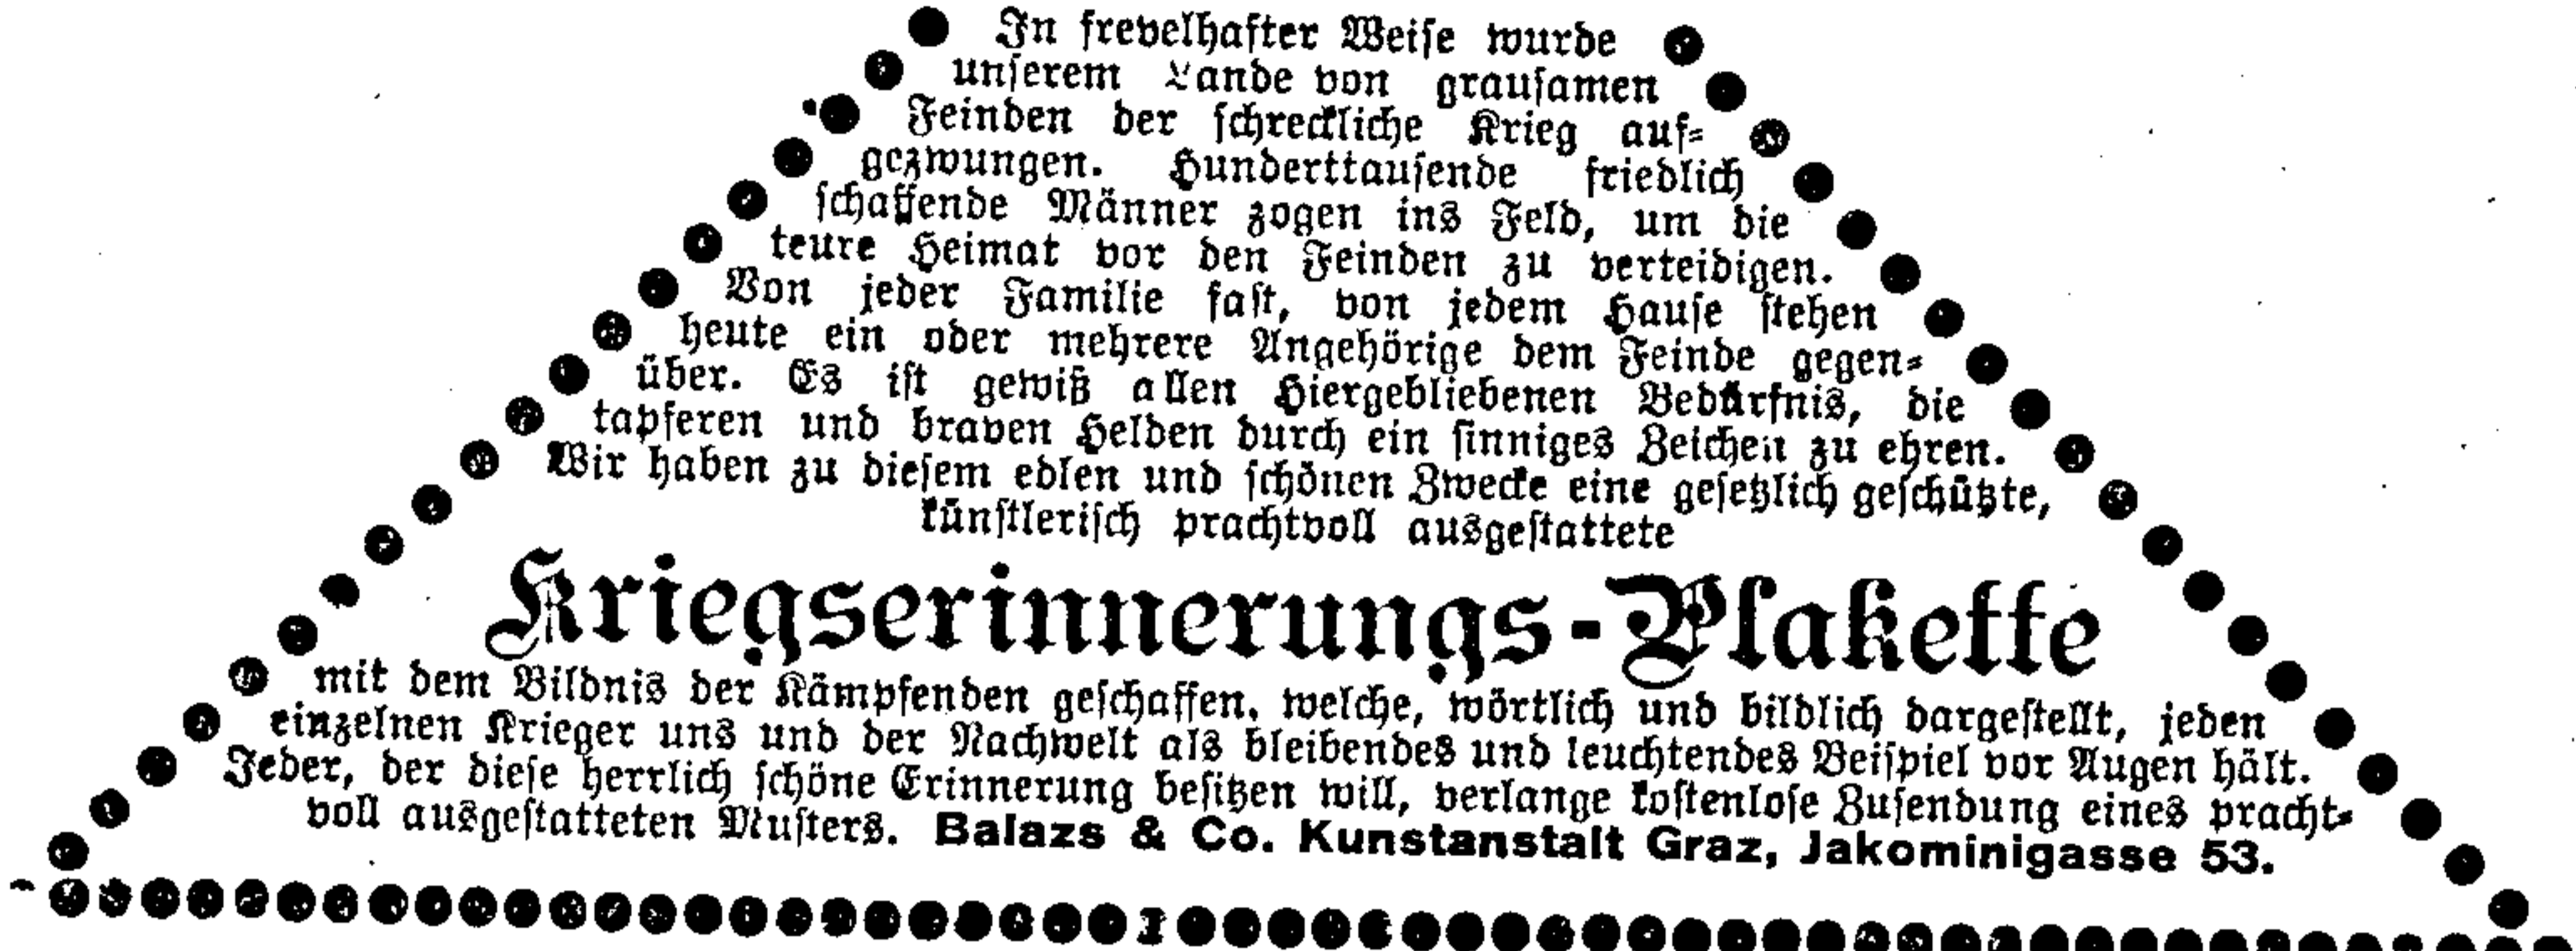 In frevelhafter Weise wurde
unserem Lande von grausamen
Feinden der schreckliche Krieg auf-
gezwungen. Hunderttausende friedlich
schaffende Männer zogen ins Feld, um die
teure Heimat vor den Feinden zu verteidigen.
Von jeder Familie fast, von jedem Hause stehen
heute ein oder mehrere Angehörige dem Feinde gegen-
über. Es ist gewiß allen Hiergebliebenen Bedürfnis, die
tapferen und braven Helden durch ein sinniges Zeichen zu ehren.
Wir haben zu diesem edlen und schönen Zwecke eine gesetzlich geschützte,
künstlerisch prachtvoll ausgestattete
Kriegserinnerungs-Plakette
mit dem Bildnis der Kämpfenden geschaffen, welche, wörtlich und bildlich dargestellt, jeden
einzelnen Krieger uns und der Nachwelt als bleibendes und leuchtendes Beispiel vor Augen hält.
Jeder, der diese herrlich schöne Erinnerung besitzen will, verlange kostenlose Zusendung eines pracht-
voll ausgestatteten Musters. Balazs & Co. Kunstanstalt Graz, Jakominigasse 53.